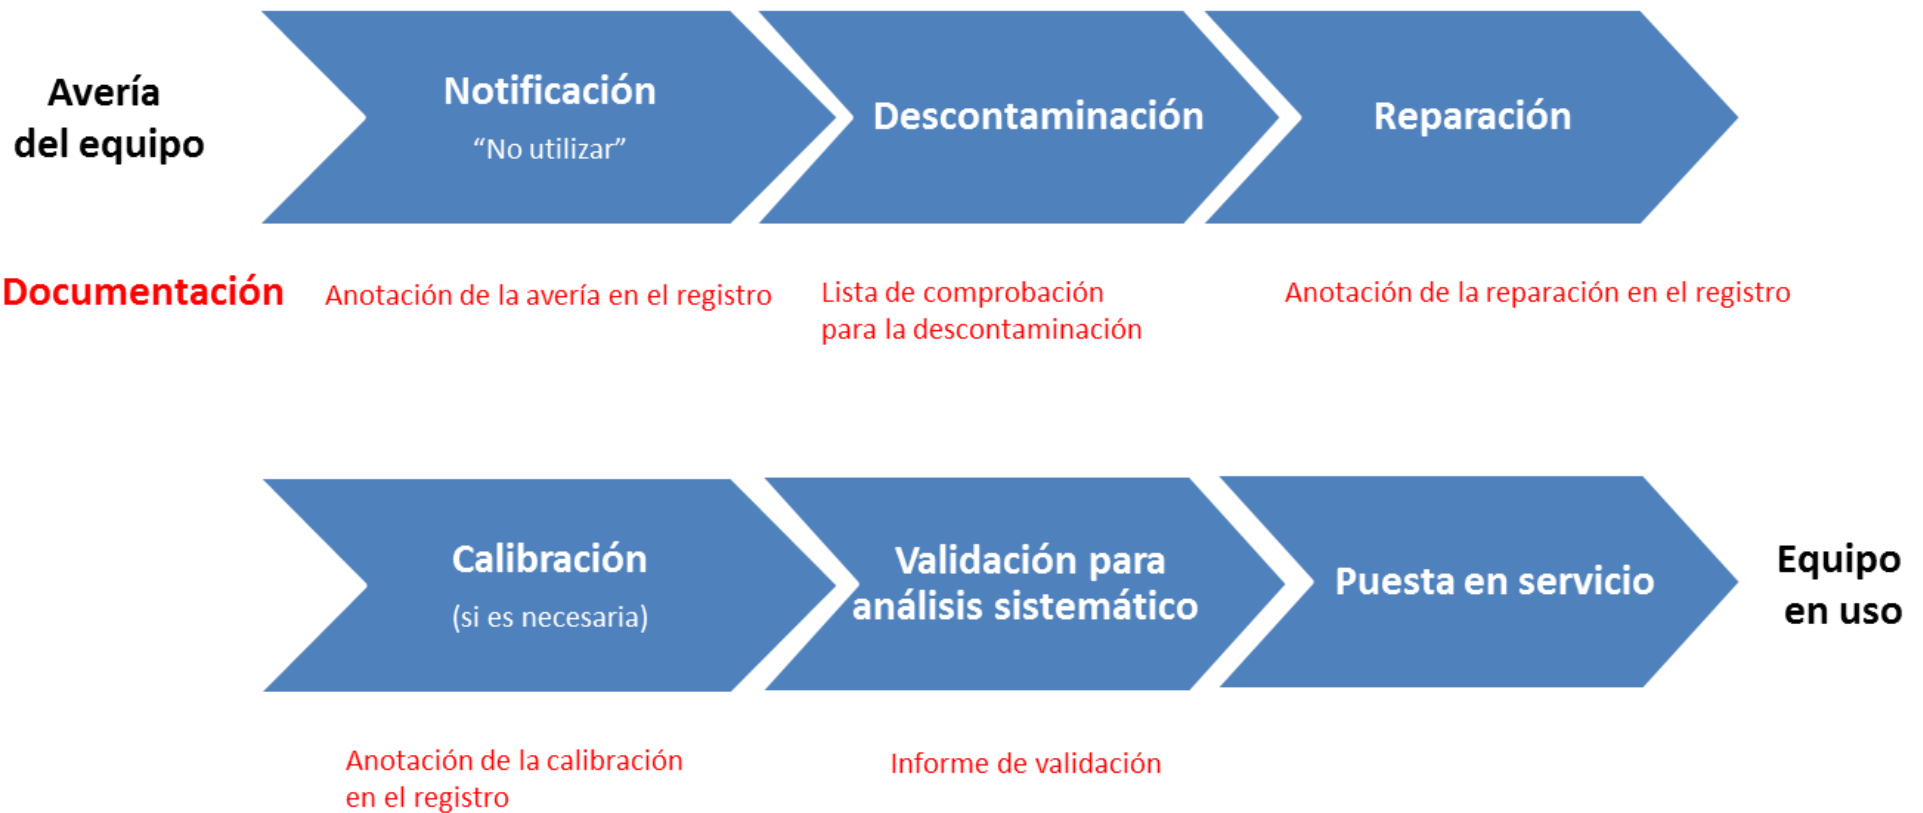 Avería
del equipo
Notificación
“No utilizar”
Descontaminación
Reparación
Documentación
Anotación de la avería en el registro
Lista de comprobación
para la descontaminación
Anotación de la reparación en el registro
Calibración
(si es necesaria)
Validación para
análisis sistemático
Puesta en servicio
Equipo
en uso
Anotación de la calibración
en el registro
Informe de validación